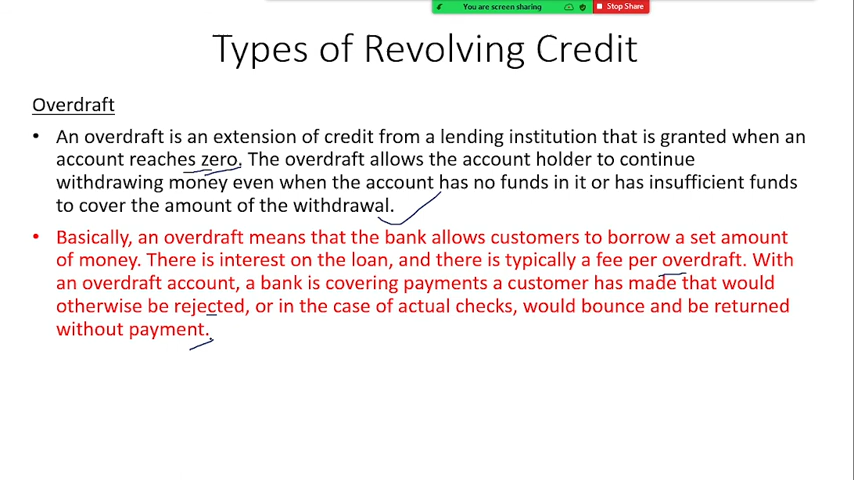 You are screen sharing
Stop Share
Types of Revolving Credit
Overdraft
• An overdraft is an extension of credit from a lending institution that is granted when an
account reaches zero. The overdraft allows the account holder to continue
withdrawing money even when the account has no funds in it or has insufficient funds
to cover the amount of the withdrawal.
• Basically, an overdraft means that the bank allows customers to borrow a set amount
of money. There is interest on the loan, and there is typically a fee per overdraft. With
an overdraft account, a bank is covering payments a customer has made that would
otherwise be rejected, or in the case of actual checks, would bounce and be returned
without payment.